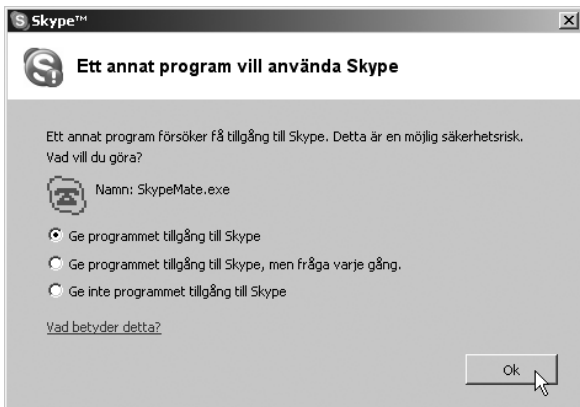 Skype™
Ett annat program vill använda Skype
Ett annat program försöker få tillgång till Skype. Detta är en möjlig säkerhetsrisk.
Vad vill du göra?
Namn: SkypeMate.exe
Ge programmet tillgång till Skype
Ge programmet tillgång till Skype, men fråga varje gång.
Ge inte programmet tillgång till Skype
Vad betyder detta?
Ok